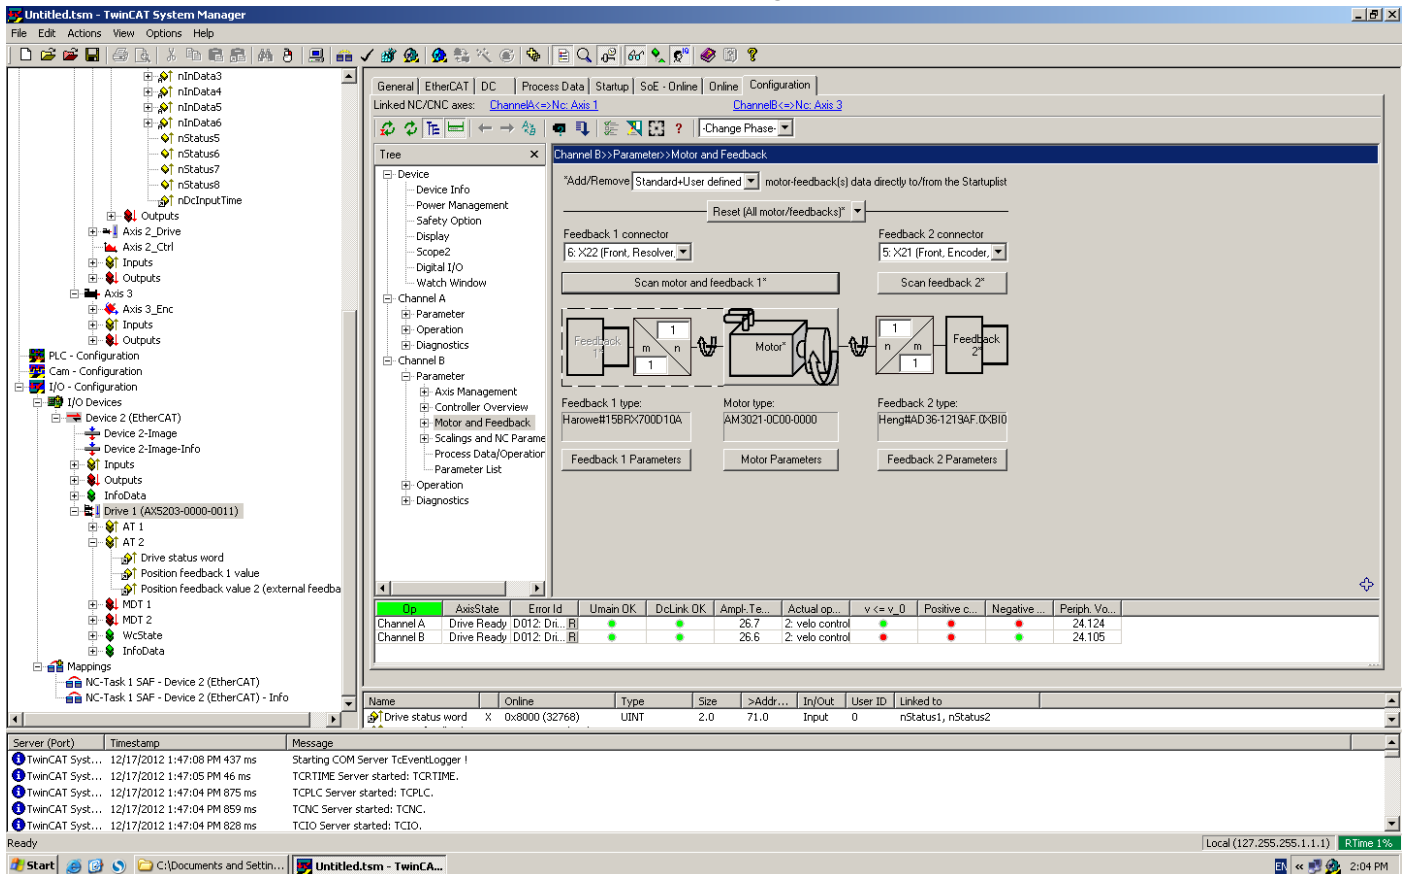 Untitled.tsm - TwinCAT System Manager
File Edit Actions View Options Help
nInData3
nInData4
nInData5
nInData6
nStatus5
nStatus6
nStatus7
nStatus8
nDcInputTime
Outputs
Axis 2_Drive
Axis 2_Ctrl
Inputs
Outputs
Axis 3
Axis 3_Enc
Inputs
Outputs
PLC - Configuration
Cam - Configuration
I/O - Configuration
I/O Devices
Device 2 (EtherCAT)
Device 2-Image
Device 2-Image-Info
Inputs
Outputs
InfoData
Drive 1 (AX5203-0000-0011)
AT 1
AT 2
Drive status word
Position feedback 1 value
Position feedback value 2 (external feedba
MDT 1
MDT 2
WcState
InfoData
Mappings
NC-Task 1 SAF - Device 2 (EtherCAT)
NC-Task 1 SAF - Device 2 (EtherCAT) - Info
General EtherCAT DC Process Data Startup SoE - Online Online Configuration
Linked NC/CNC axes: ChannelA<=>Nc: Axis 1 ChannelB<=>Nc: Axis 3
-Change Phase-
Tree x
Device
Device Info
Power Management
Safety Option
Display
Scope2
Digital I/O
Watch Window
Channel A
Parameter
Operation
Diagnostics
Channel B
Parameter
Axis Management
Controller Overview
Motor and Feedback
Scalings and NC Parame
Process Data/Operation
Parameter List
Operation
Diagnostics
Channel B>>Parameter>>Motor and Feedback
*Add/Remove Standard+User defined motor-feedback(s) data directly to/from the Startuplist
Reset (All motor/feedbacks)*
Feedback 1 connector Feedback 2 connector
6: X22 (Front, Resolver, 5: X21 (Front, Encoder,
Scan motor and feedback 1* Scan feedback 2*
Feedback 1* 1 m n 1
Motor*
1 n m 1 Feedback 2*
Feedback 1 type: Motor type: Feedback 2 type:
Harowe#15BRX700D10A AM3021-0C00-0000 Heng#AD36-1219AF.0XBI0
Feedback 1 Parameters Motor Parameters Feedback 2 Parameters
Op AxisState Error Id Umain OK DcLink OK Ampl.-Te... Actual op... v <= v_0 Positive c... Negative ... Periph. Vo...
Channel A Drive Ready D012: Dri... R 26.7 2: velo control 24.124
Channel B Drive Ready D012: Dri... R 26.6 2: velo control 24.105
Name Online Type Size >Addr... In/Out User ID Linked to
Drive status word X 0x8000 (32768) UINT 2.0 71.0 Input 0 nStatus1, nStatus2
Server (Port) Timestamp Message
TwinCAT Syst... 12/17/2012 1:47:08 PM 437 ms Starting COM Server TcEventLogger !
TwinCAT Syst... 12/17/2012 1:47:05 PM 46 ms TCRTIME Server started: TCRTIME.
TwinCAT Syst... 12/17/2012 1:47:04 PM 875 ms TCPLC Server started: TCPLC.
TwinCAT Syst... 12/17/2012 1:47:04 PM 859 ms TCNC Server started: TCNC.
TwinCAT Syst... 12/17/2012 1:47:04 PM 828 ms TCIO Server started: TCIO.
Ready Local (127.255.255.1.1.1) RTime 1%
Start C:\Documents and Settin... Untitled.tsm - TwinCA... EN « 2:04 PM